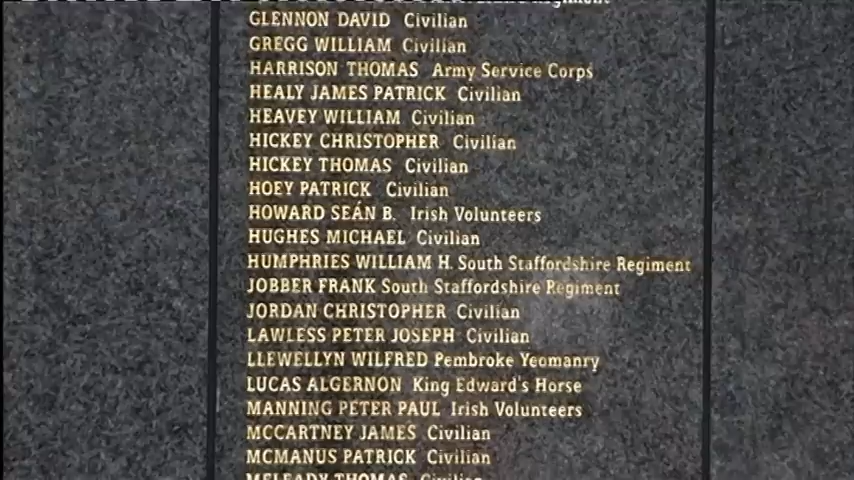 GLENNON DAVID Civilian
GREGG WILLIAM Civilian
HARRISON THOMAS Army Service Corps
HEALY JAMES PATRICK Civilian
HEAVEY WILLIAM Civilian
HICKEY CHRISTOPHER Civilian
HICKEY THOMAS Civilian
HOEY PATRICK Civilian
HOWARD SEÁN B. Irish Volunteers
HUGHES MICHAEL Civilian
HUMPHRIES WILLIAM H. South Staffordshire Regiment
JOBBER FRANK South Staffordshire Regiment
JORDAN CHRISTOPHER Civilian
LAWLESS PETER JOSEPH Civilian
LLEWELLYN WILFRED Pembroke Yeomanry
LUCAS ALGERNON King Edward's Horse
MANNING PETER PAUL Irish Volunteers
MCCARTNEY JAMES Civilian
MCMANUS PATRICK Civilian
THOMAS Civilian